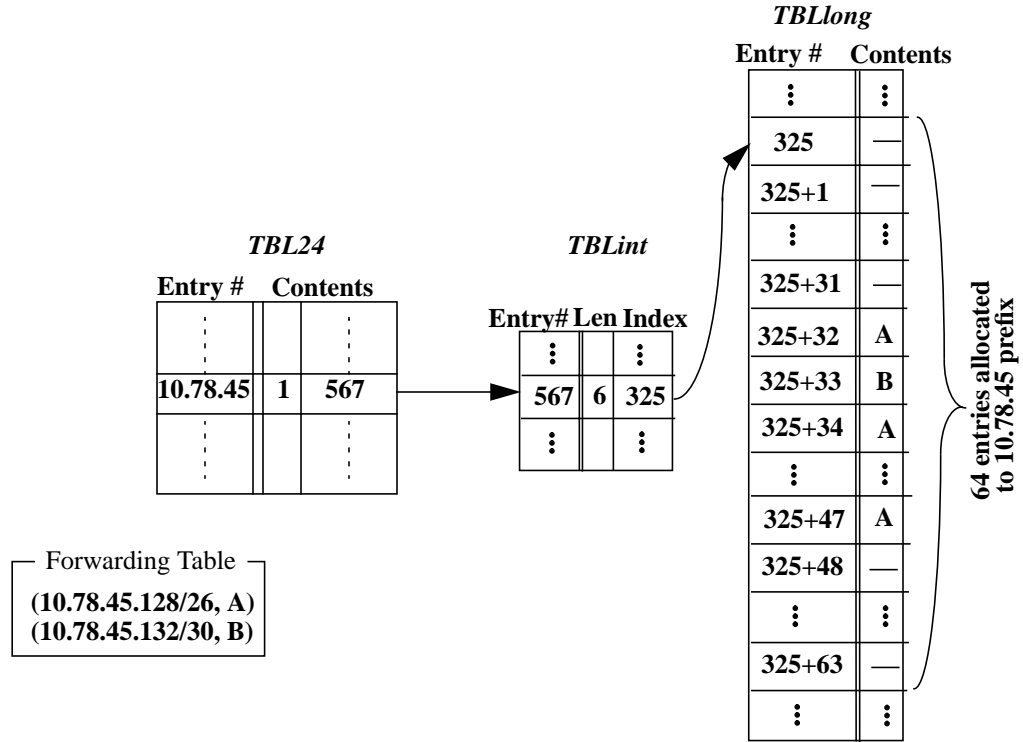 TBLlong
Entry # Contents
325 —
325+1 —
325+31 —
325+32 A
325+33 B
325+34 A
325+47 A
325+48 —
325+63 —
64 entries allocated
to 10.78.45 prefix
TBL24
Entry # Contents
10.78.45 1 567
TBLint
Entry# Len Index
567 6 325
Forwarding Table
(10.78.45.128/26, A)
(10.78.45.132/30, B)